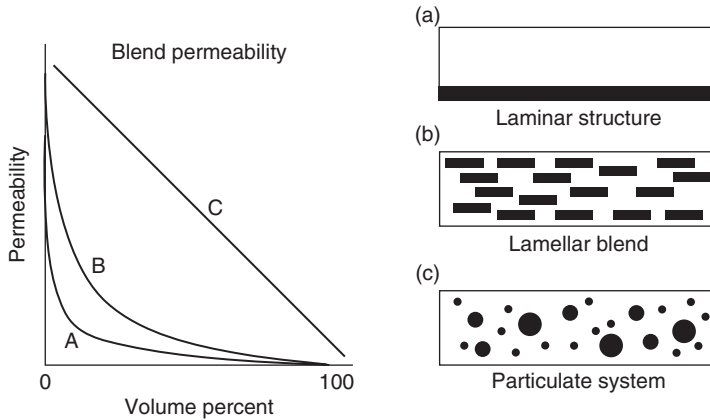 Blend permeability
Permeability
A
B
C
0
100
Volume percent
(a)
Laminar structure
(b)
Lamellar blend
(c)
Particulate system